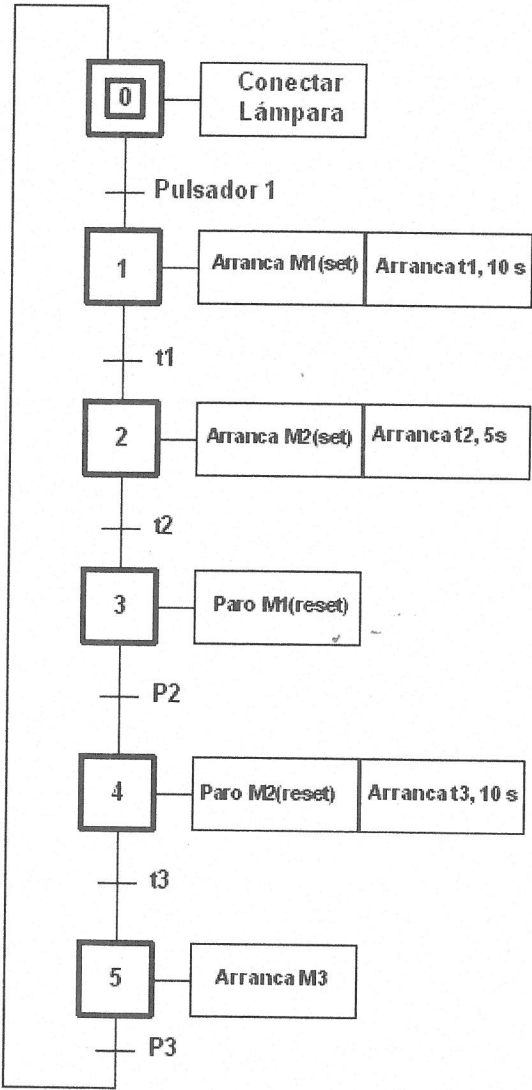 0
Conectar
Lámpara
Pulsador 1
1
Arranca M1(set)
Arranca t1, 10 s
t1
2
Arranca M2(set)
Arranca t2, 5s
t2
3
Paro M1(reset)
P2
4
Paro M2(reset)
Arranca t3, 10 s
t3
5
Arranca M3
P3